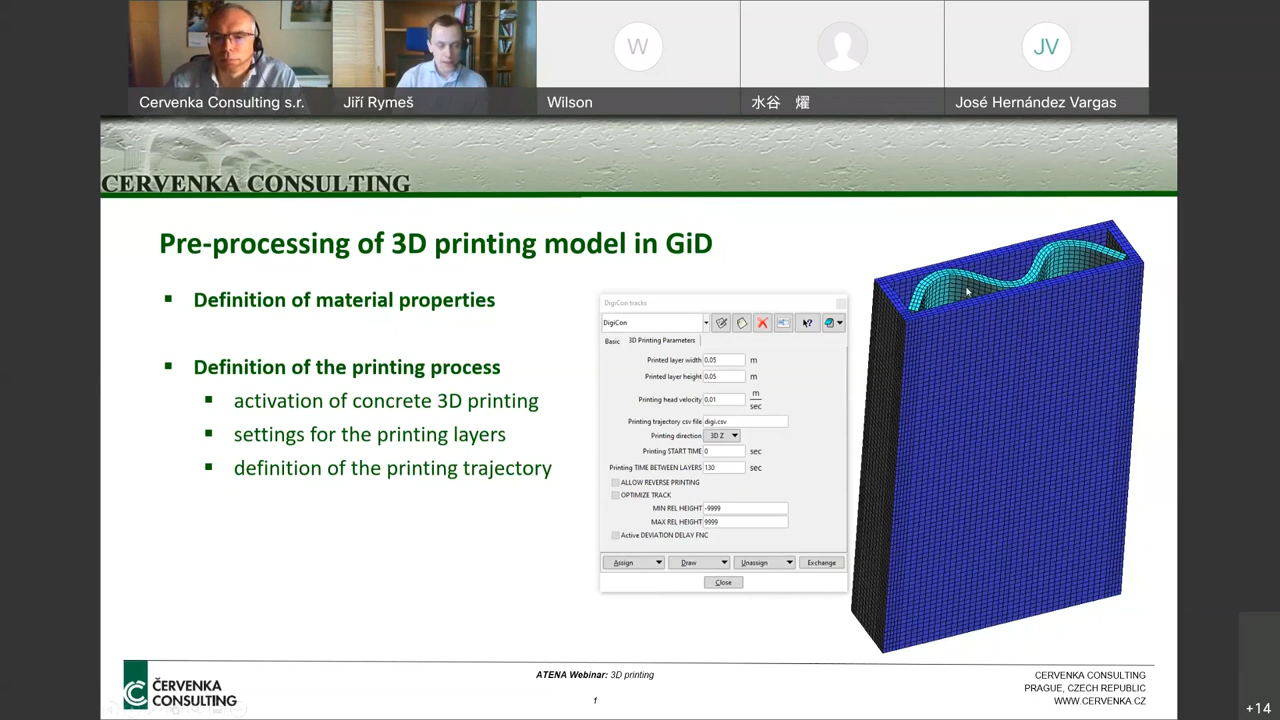 W
JV
Cervenka Consulting s.r.
Jiří Rymeš
Wilson
水谷 燿
José Hernández Vargas
CERVENKA CONSULTING
Pre-processing of 3D printing model in GiD
Definition of material properties
Definition of the printing process
activation of concrete 3D printing
settings for the printing layers
definition of the printing trajectory
DigiCon tracks
DigiCon
Basic 3D Printing Parameters
Printed layer width 0.05 m
Printed layer height 0.05 m
Printing head velocity 0.01 m/sec
Printing trajectory csv file digi.csv
Printing direction 3D Z
Printing START TIME 0 sec
Printing TIME BETWEEN LAYERS 130 sec
ALLOW REVERSE PRINTING
OPTIMIZE TRACK
MIN REL HEIGHT -9999
MAX REL HEIGHT 9999
Active DEVIATION DELAY FNC
Assign Draw Unassign Exchange
Close
ČERVENKA
CONSULTING
ATENA Webinar: 3D printing
1
CERVENKA CONSULTING
PRAGUE, CZECH REPUBLIC
WWW.CERVENKA.CZ
+14